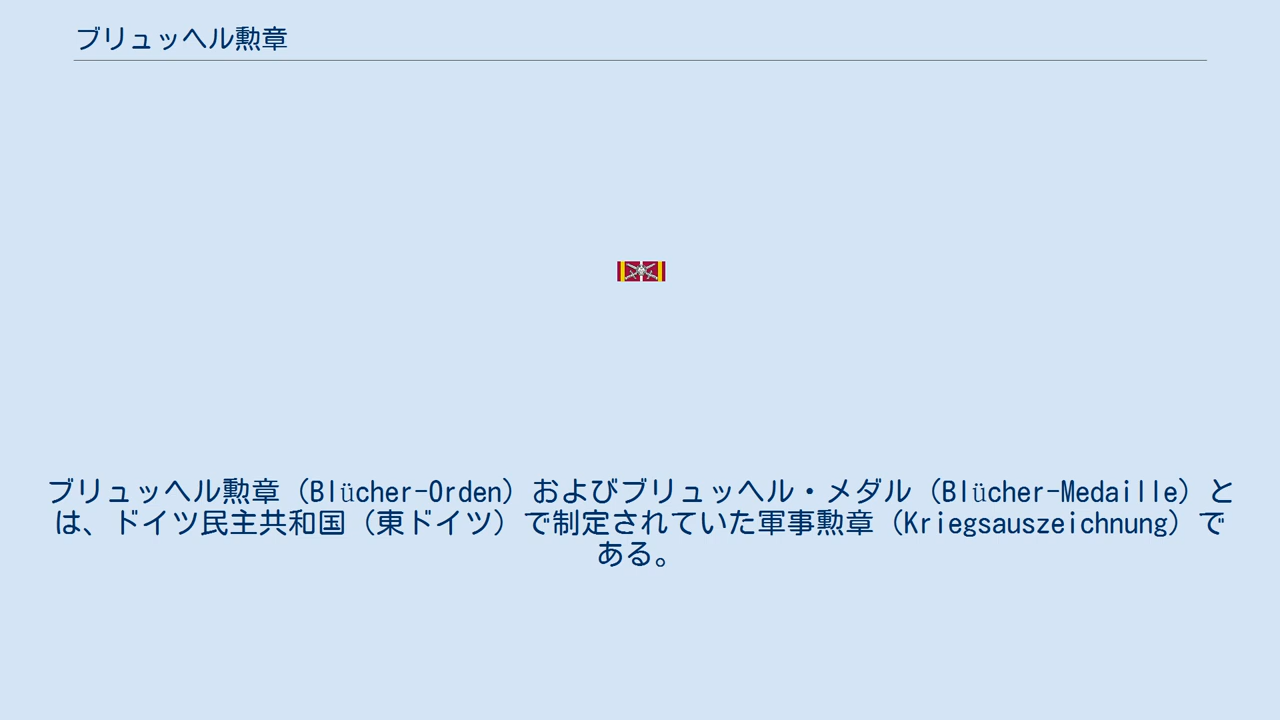 ブリュッヘル勲章
ブリュッヘル勲章（Blücher-Orden）およびブリュッヘル・メダル（Blücher-Medaille）と
は、ドイツ民主共和国（東ドイツ）で制定されていた軍事勲章（Kriegsauszeichnung）で
ある。